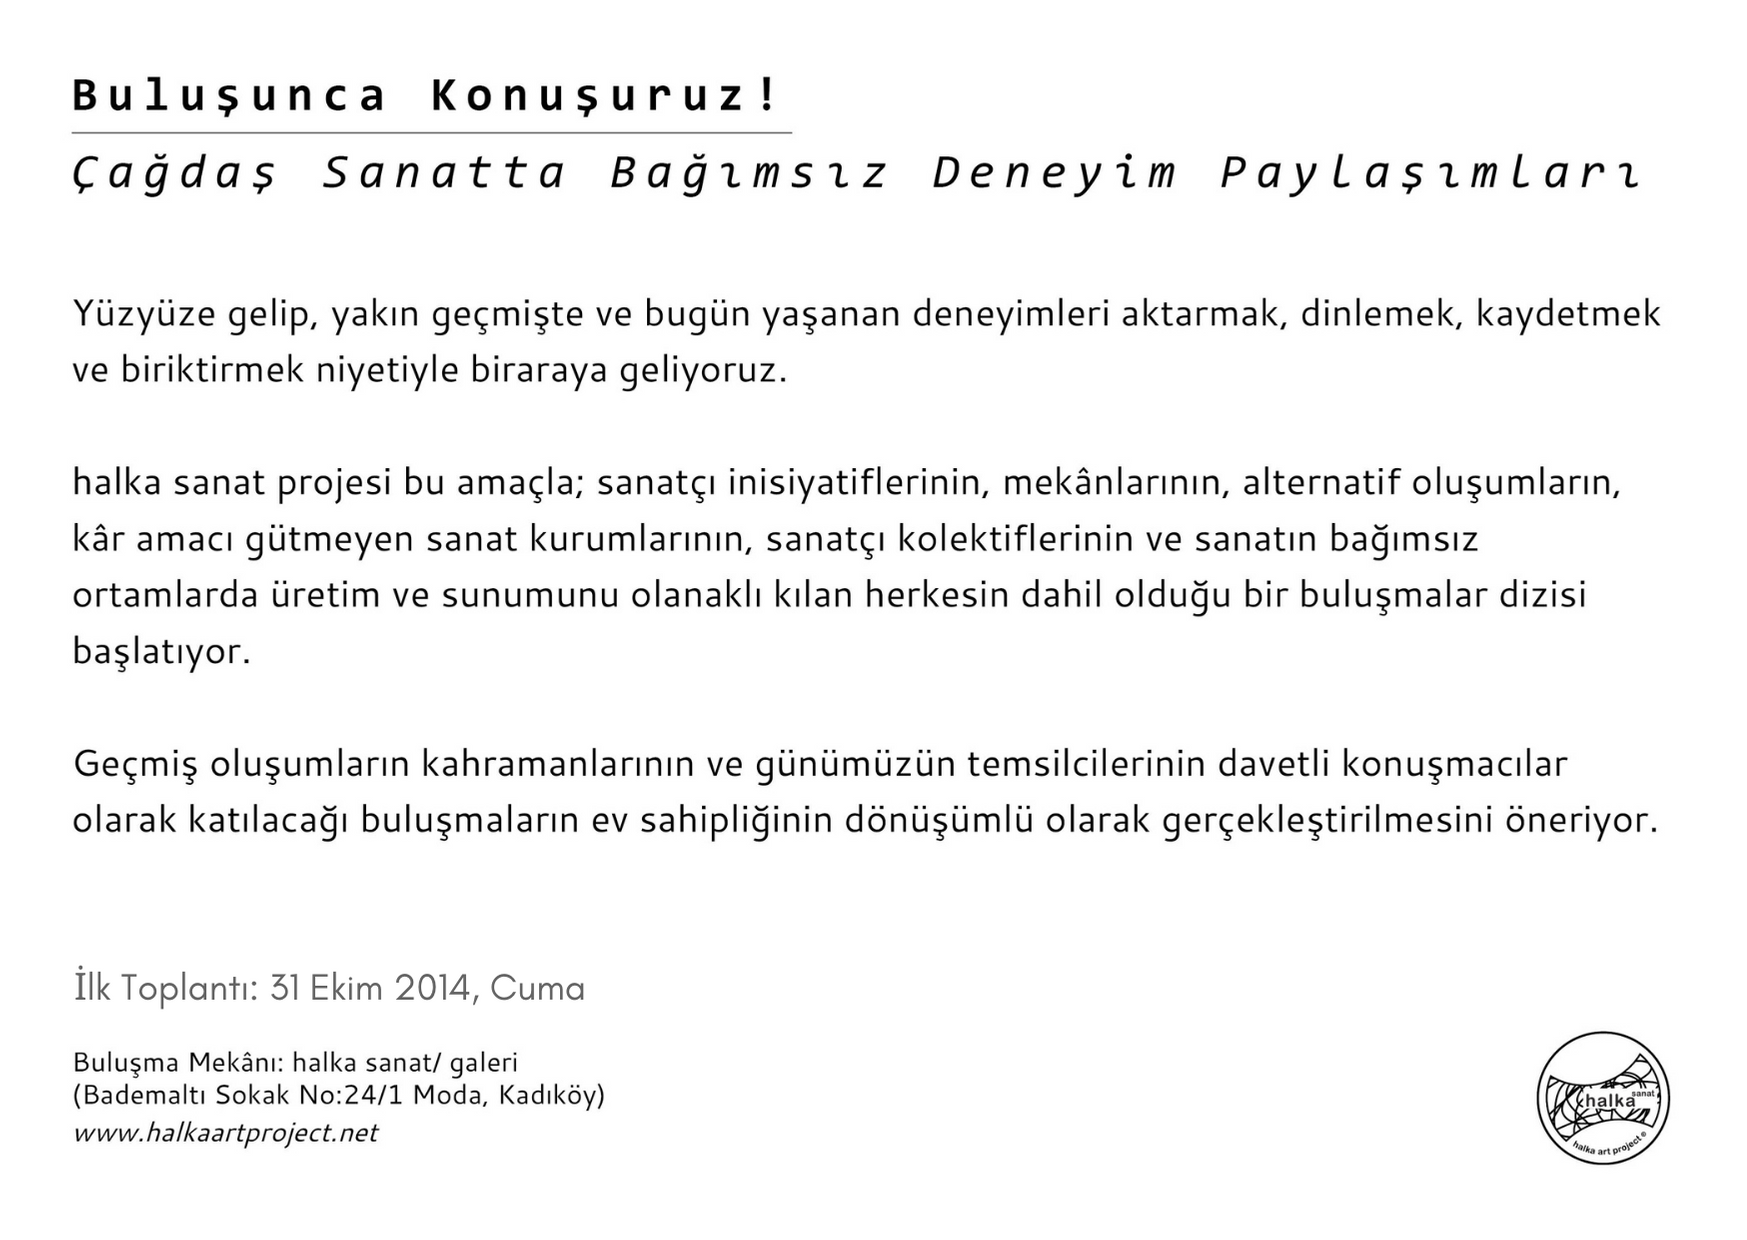 Buluşunca Konuşuruz!
Çağdaş Sanatta Bağımsız Deneyim Paylaşımları
Yüzyüze gelip, yakın geçmişte ve bugün yaşanan deneyimleri aktarmak, dinlemek, kaydetmek
ve biriktirmek niyetiyle biraraya geliyoruz.
halka sanat projesi bu amaçla; sanatçı inisiyatiflerinin, mekânlarının, alternatif oluşumların,
kâr amacı gütmeyen sanat kurumlarının, sanatçı kolektiflerinin ve sanatın bağımsız
ortamlarda üretim ve sunumunu olanaklı kılan herkesin dahil olduğu bir buluşmalar dizisi
başlatıyor.
Geçmiş oluşumların kahramanlarının ve günümüzün temsilcilerinin davetli konuşmacılar
olarak katılacağı buluşmaların ev sahipliğinin dönüşümlü olarak gerçekleştirilmesini öneriyor.
İlk Toplantı: 31 Ekim 2014, Cuma
Buluşma Mekânı: halka sanat/ galeri
(Bademaltı Sokak No:24/1 Moda, Kadıköy)
www.halkaartproject.net
halka sanat
halka art project ®